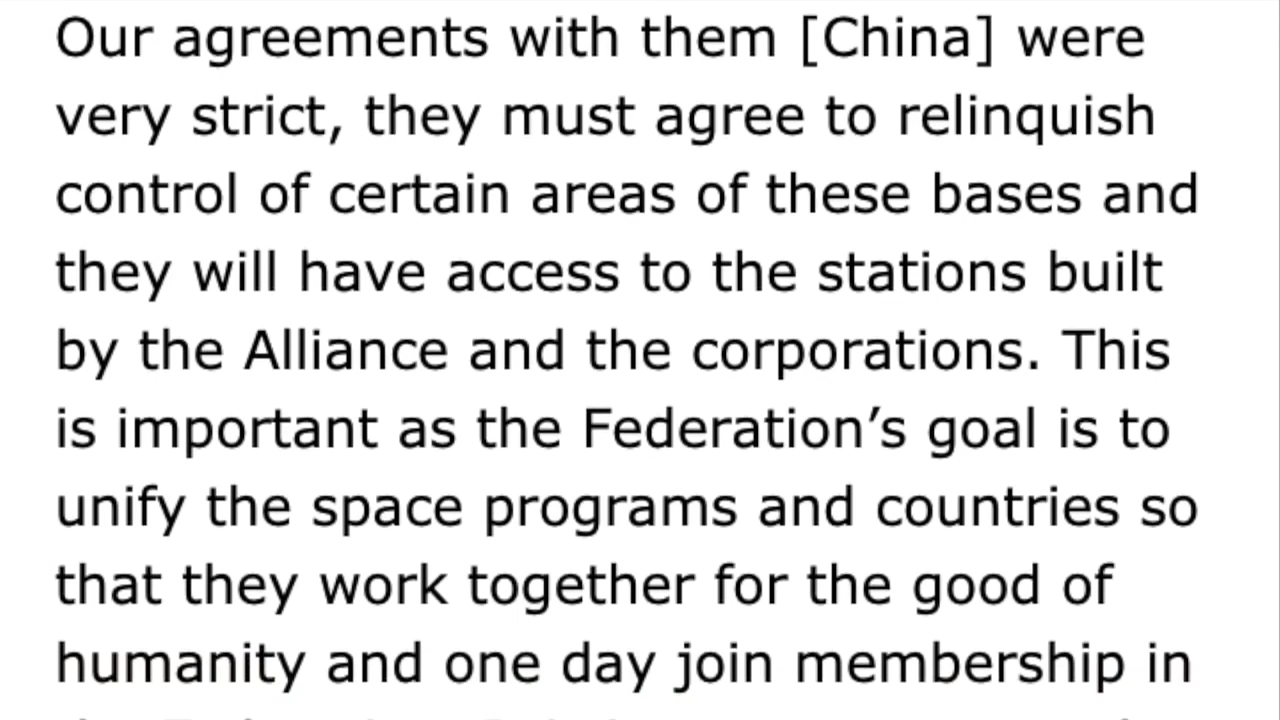 Our agreements with them [China] were
very strict, they must agree to relinquish
control of certain areas of these bases and
they will have access to the stations built
by the Alliance and the corporations. This
is important as the Federation’s goal is to
unify the space programs and countries so
that they work together for the good of
humanity and one day join membership in